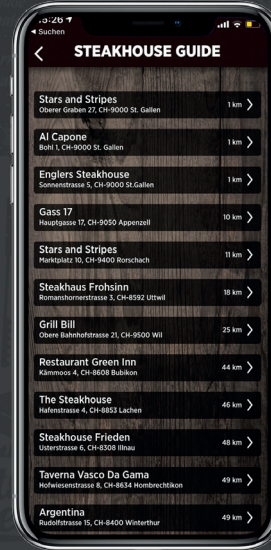 15:26
Suchen
STEAKHOUSE GUIDE
Stars and Stripes
Oberer Graben 27, CH-9000 St. Gallen
1 km
Al Capone
Bohl 1, CH-9000 St. Gallen
1 km
Englers Steakhouse
Sonnenstrasse 5, CH-9000 St.Gallen
1 km
Gass 17
Hauptgasse 17, CH-9050 Appenzell
10 km
Stars and Stripes
Marktplatz 10, CH-9400 Rorschach
11 km
Steakhaus Frohsinn
Romanshornerstrasse 3, CH-8592 Uttwil
18 km
Grill Bill
Obere Bahnhofstrasse 21, CH-9500 Wil
25 km
Restaurant Green Inn
Kämmoos 4, CH-8608 Bubikon
44 km
The Steakhouse
Hafenstrasse 4, CH-8853 Lachen
46 km
Steakhouse Frieden
Usterstrasse 6, CH-8308 Illnau
48 km
Taverna Vasco Da Gama
Hofwiesenstrasse 8, CH-8634 Hombrechtikon
49 km
Argentina
Rudolfstrasse 15, CH-8400 Winterthur
49 km